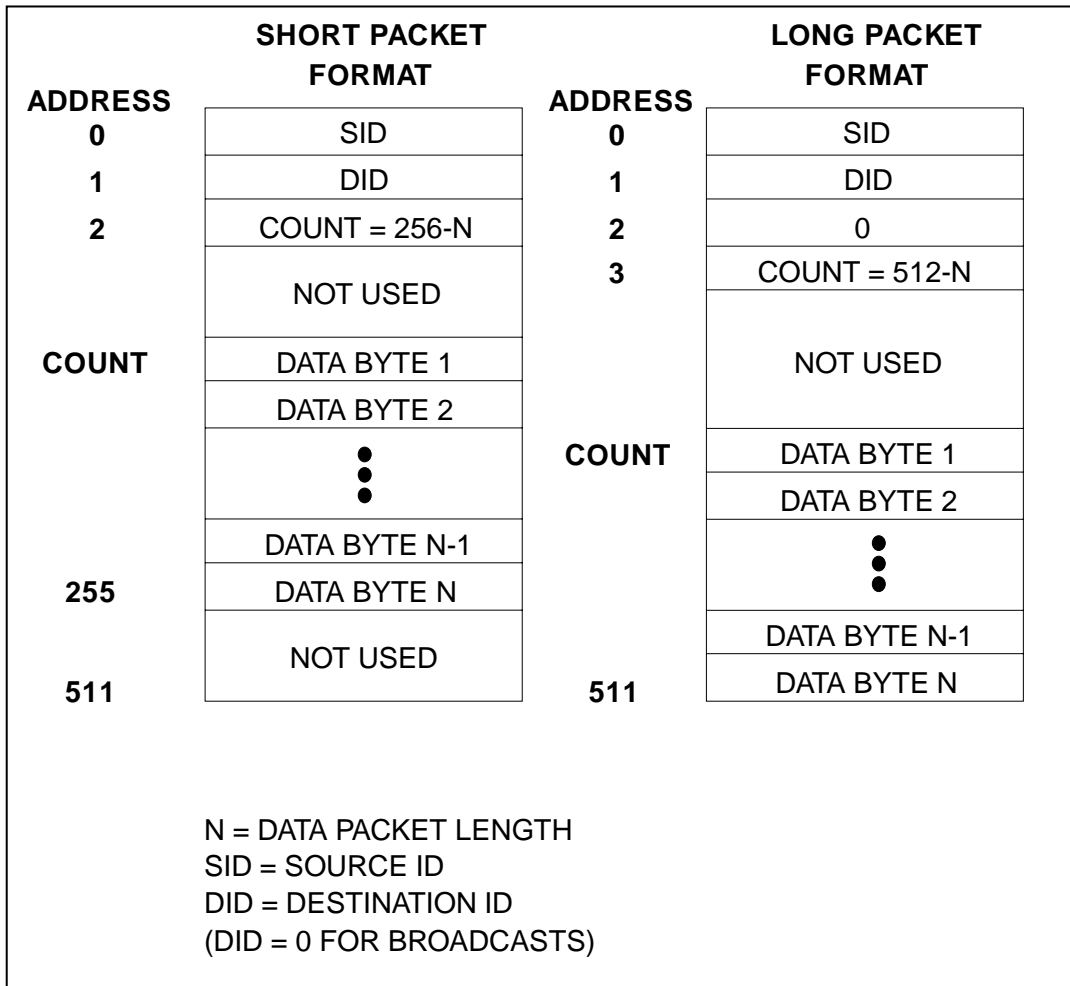 SHORT PACKET
FORMAT
ADDRESS
0 SID
1 DID
2 COUNT = 256-N
NOT USED
COUNT DATA BYTE 1
DATA BYTE 2
DATA BYTE N-1
255 DATA BYTE N
NOT USED
511
LONG PACKET
FORMAT
ADDRESS
0 SID
1 DID
2 0
3 COUNT = 512-N
NOT USED
COUNT DATA BYTE 1
DATA BYTE 2
DATA BYTE N-1
511 DATA BYTE N
N = DATA PACKET LENGTH
SID = SOURCE ID
DID = DESTINATION ID
(DID = 0 FOR BROADCASTS)